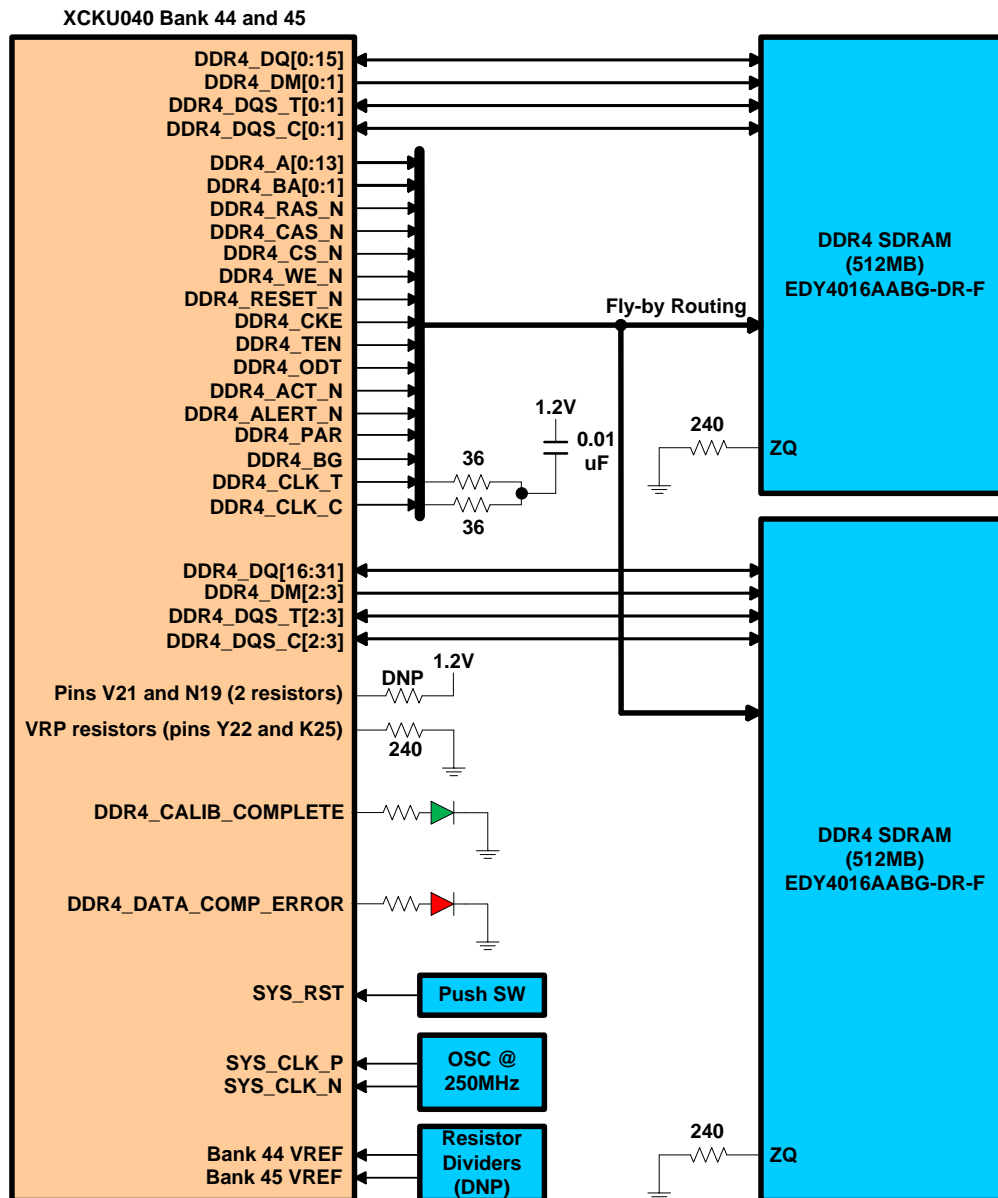 XCKU040 Bank 44 and 45
DDR4_DQ[0:15]
DDR4_DM[0:1]
DDR4_DQS_T[0:1]
DDR4_DQS_C[0:1]
DDR4_A[0:13]
DDR4_BA[0:1]
DDR4_RAS_N
DDR4_CAS_N
DDR4_CS_N
DDR4_WE_N
DDR4_RESET_N
DDR4_CKE
DDR4_TEN
DDR4_ODT
DDR4_ACT_N
DDR4_ALERT_N
DDR4_PAR
DDR4_BG
DDR4_CLK_T
DDR4_CLK_C
36
36
1.2V
0.01
uF
Fly-by Routing
DDR4 SDRAM
(512MB)
EDY4016AABG-DR-F
240
ZQ
DDR4_DQ[16:31]
DDR4_DM[2:3]
DDR4_DQS_T[2:3]
DDR4_DQS_C[2:3]
1.2V
DNP
Pins V21 and N19 (2 resistors)
VRP resistors (pins Y22 and K25)
240
DDR4_CALIB_COMPLETE
DDR4_DATA_COMP_ERROR
DDR4 SDRAM
(512MB)
EDY4016AABG-DR-F
SYS_RST
Push SW
SYS_CLK_P
SYS_CLK_N
OSC @
250MHz
Bank 44 VREF
Bank 45 VREF
Resistor
Dividers
(DNP)
240
ZQ